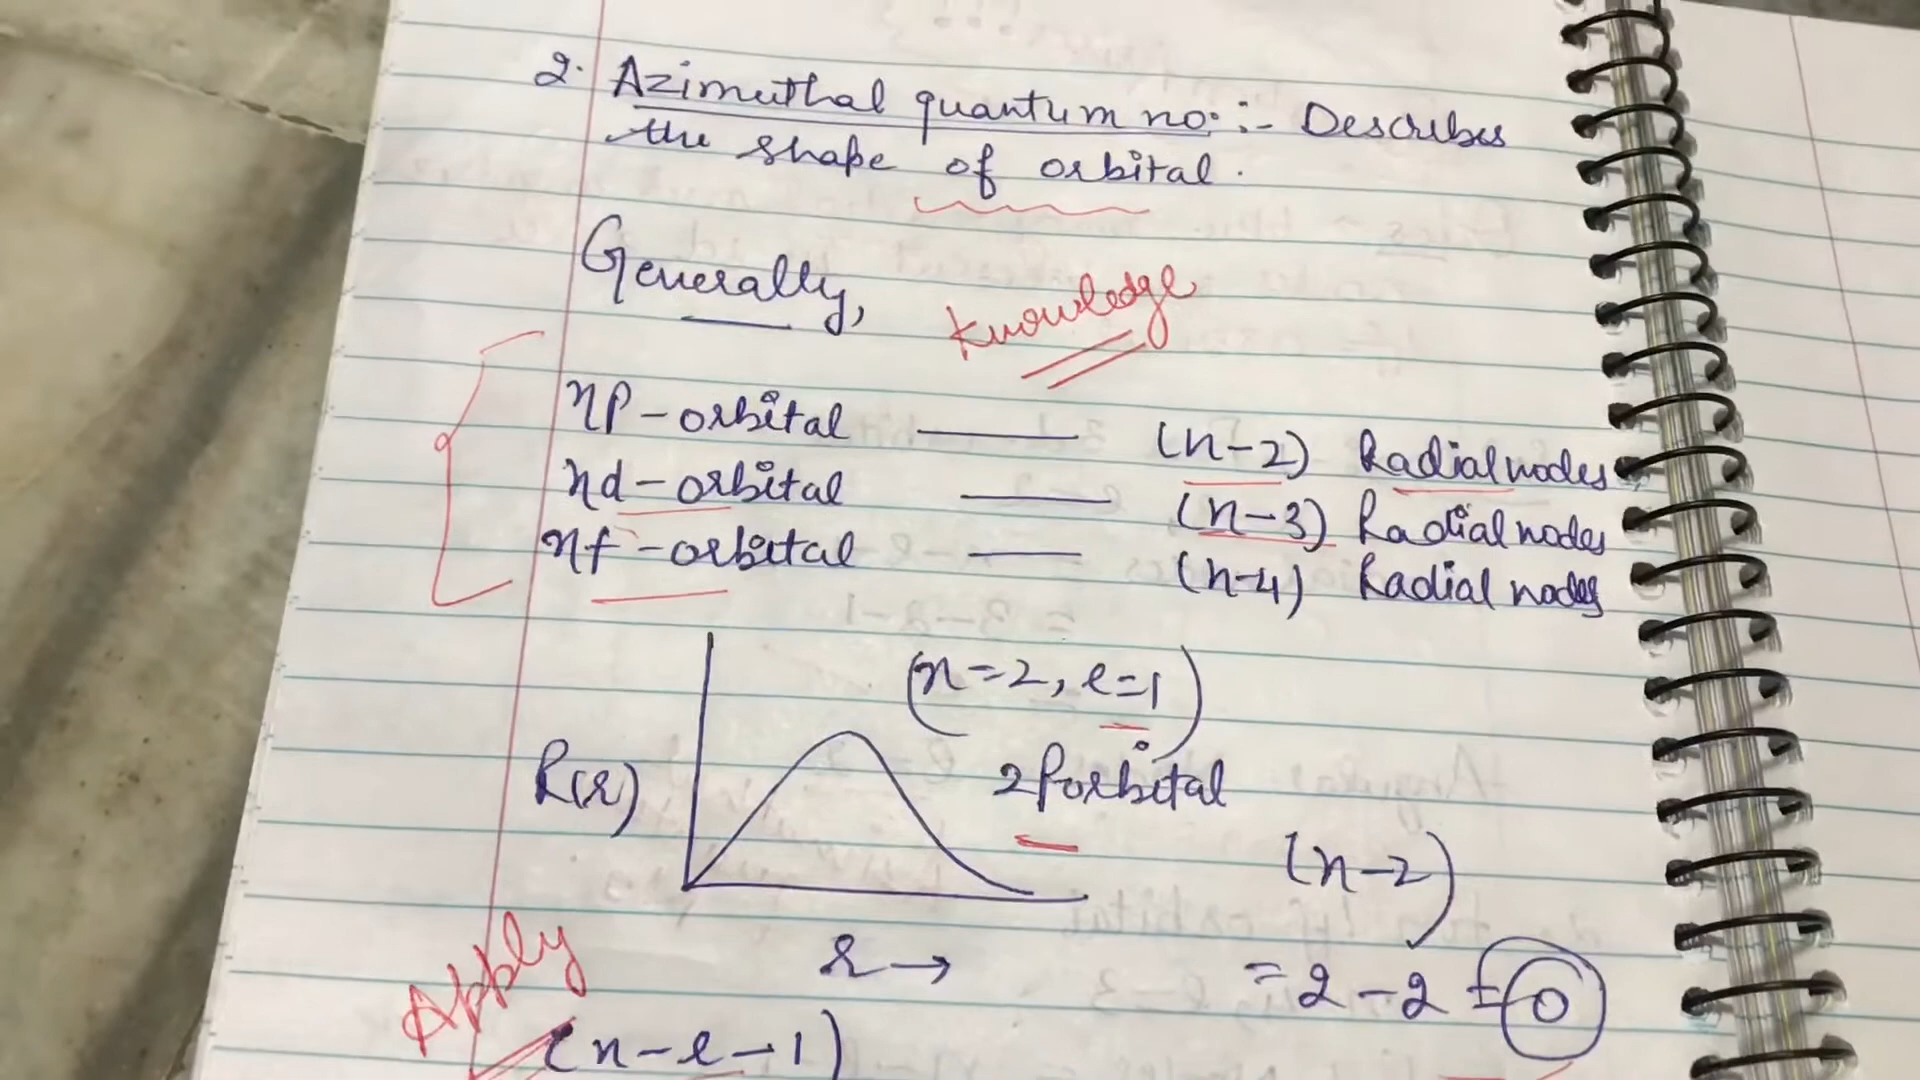 2. Azimuthal quantum no. :- Describes
the shape of orbital.
Generally,
Knowledge
np - orbital — (n-2) Radial nodes
nd - orbital — (n-3) Radial nodes
nf - orbital — (n-4) Radial nodes
(n=2, l=1)
R(r)
2P orbital
(n-2)
r →
= 2 - 2 = 0
Apply
(n-l-1)